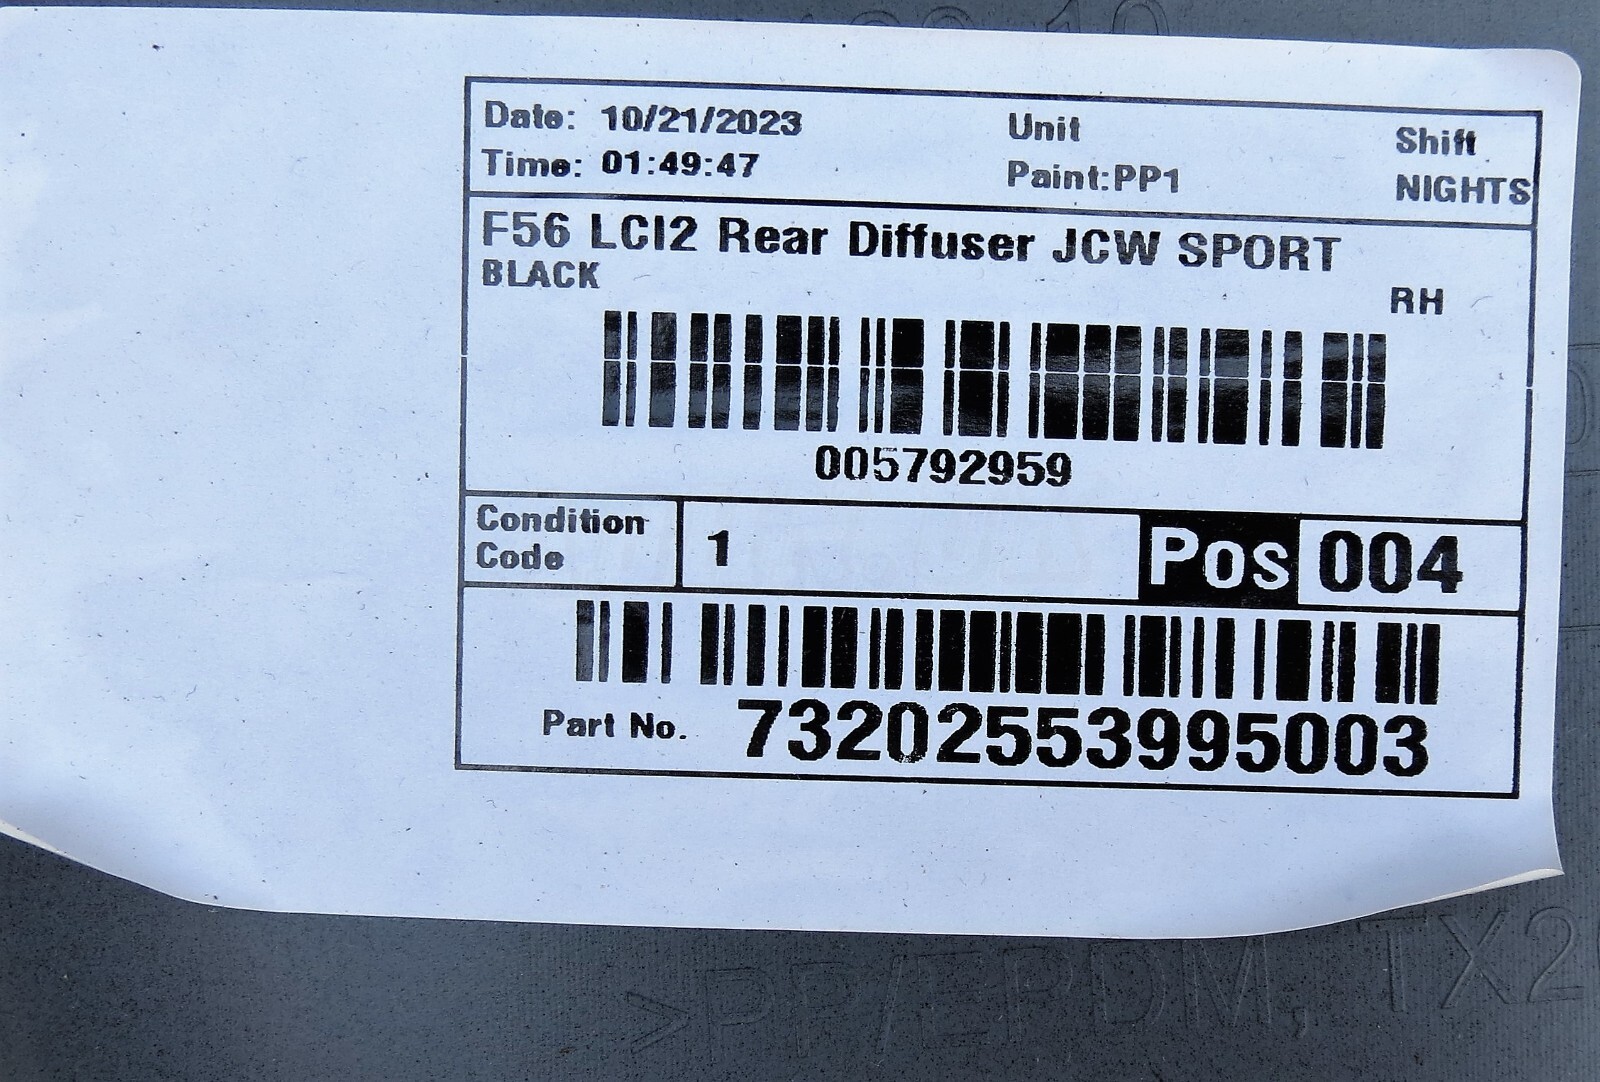 Date: 10/21/2023 Unit Shift
Time: 01:49:47 Paint:PP1 NIGHTS
F56 LCI2 Rear Diffuser JCW SPORT
BLACK
RH
005792959
Condition Code 1 Pos 004
Part No. 73202553995003
>PP/EPDM, TX2